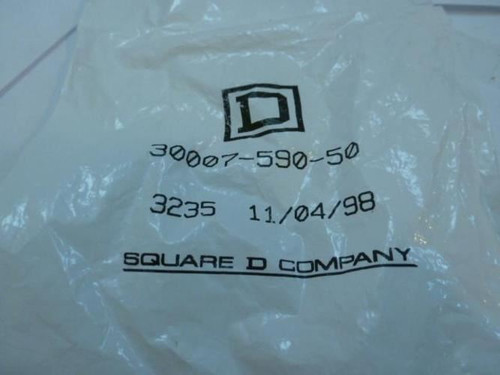 D
30007-590-50
3235 11/04/98
SQUARE D COMPANY